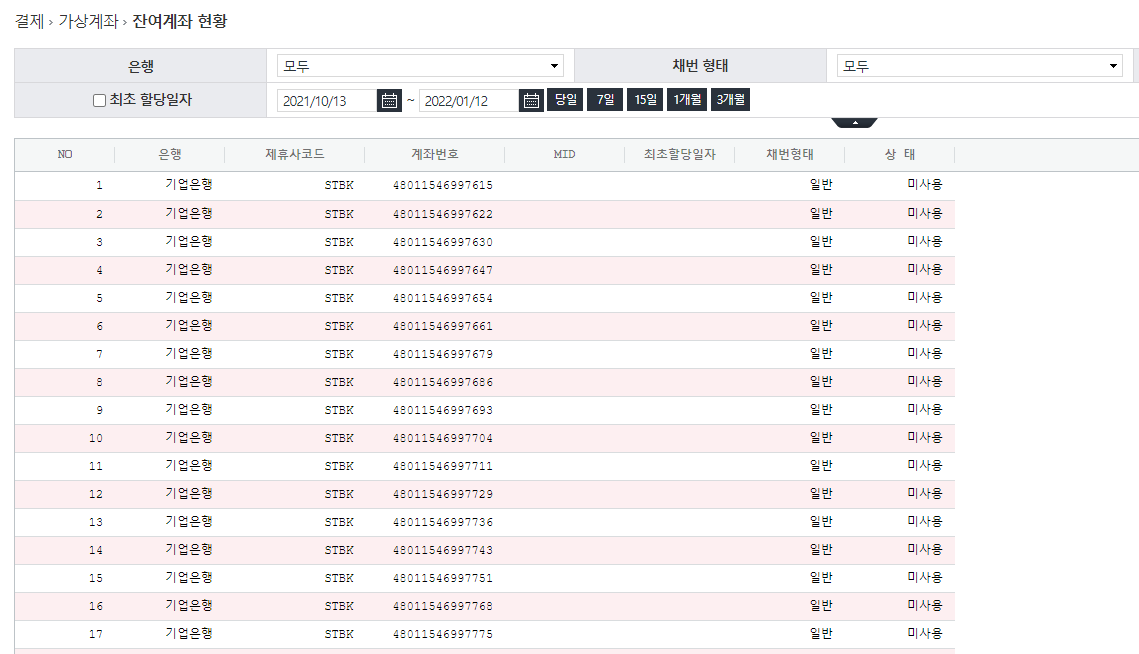 결제 › 가상계좌 › 잔여계좌 현황
은행 모두 채번 형태 모두
최초 할당일자 2021/10/13 ~ 2022/01/12 당일 7일 15일 1개월 3개월
NO 은행 제휴사코드 계좌번호 MID 최초할당일자 채번형태 상 태
1 기업은행 STBK 48011546997615 일반 미사용
2 기업은행 STBK 48011546997622 일반 미사용
3 기업은행 STBK 48011546997630 일반 미사용
4 기업은행 STBK 48011546997647 일반 미사용
5 기업은행 STBK 48011546997654 일반 미사용
6 기업은행 STBK 48011546997661 일반 미사용
7 기업은행 STBK 48011546997679 일반 미사용
8 기업은행 STBK 48011546997686 일반 미사용
9 기업은행 STBK 48011546997693 일반 미사용
10 기업은행 STBK 48011546997704 일반 미사용
11 기업은행 STBK 48011546997711 일반 미사용
12 기업은행 STBK 48011546997729 일반 미사용
13 기업은행 STBK 48011546997736 일반 미사용
14 기업은행 STBK 48011546997743 일반 미사용
15 기업은행 STBK 48011546997751 일반 미사용
16 기업은행 STBK 48011546997768 일반 미사용
17 기업은행 STBK 48011546997775 일반 미사용